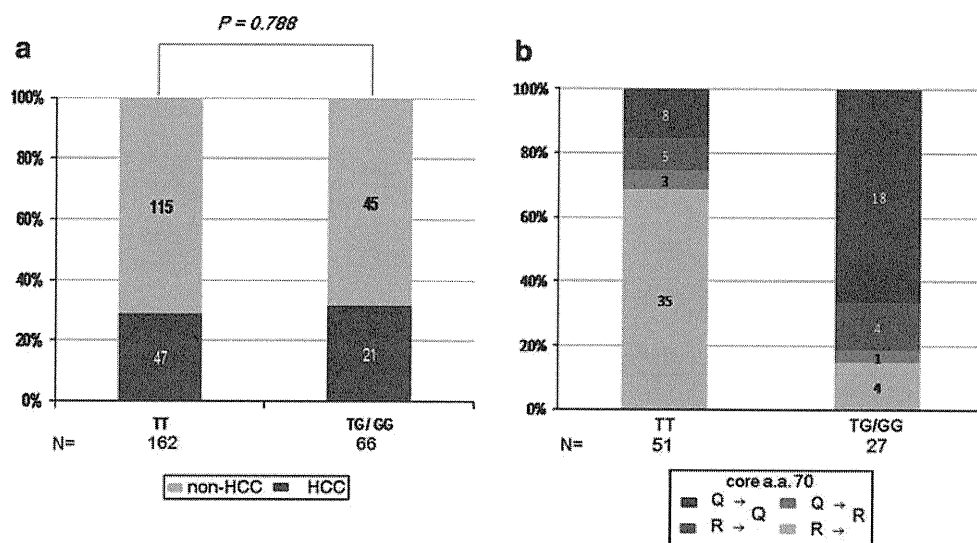 P = 0.788
a
100%
80%
60%
40%
20%
0%
115
45
47
21
TT
TG/GG
N=
162
66
non-HCC
HCC
b
100%
80%
60%
40%
20%
0%
8
5
3
35
18
4
1
4
TT
TG/GG
N=
51
27
core a.a. 70
Q → Q
R →
Q → R
R →